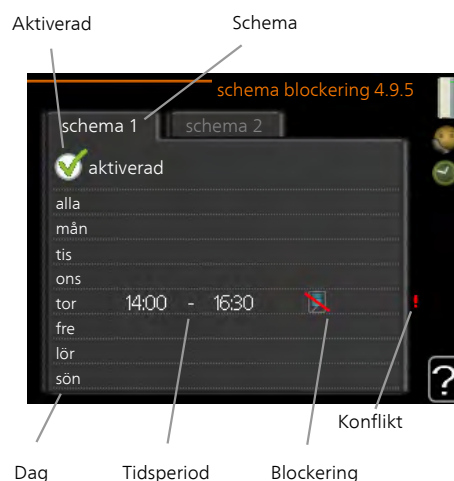 Aktiverad
Schema
schema blockering 4.9.5
schema 1
schema 2
aktiverad
alla
mån
tis
ons
tor 14:00 - 16:30 !
fre
lör
sön
?
Konflikt
Dag
Tidsperiod
Blockering